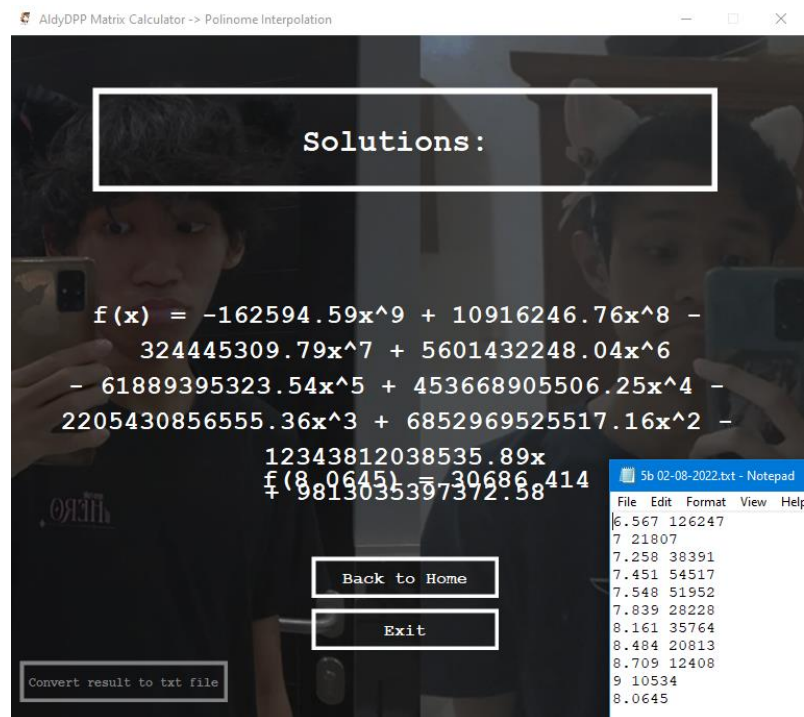 AldyDPP Matrix Calculator -> Polinome Interpolation
Solutions:
f(x) = -162594.59x^9 + 10916246.76x^8 -
324445309.79x^7 + 5601432248.04x^6
- 61889395323.54x^5 + 453668905506.25x^4 -
2205430856555.36x^3 + 6852969525517.16x^2 -
12343812038535.89x
f(8.0645) = 30686.414
+ 9813035397372.58
Back to Home
Exit
Convert result to txt file
5b 02-08-2022.txt - Notepad
File Edit Format View Help
6.567 126247
7 21807
7.258 38391
7.451 54517
7.548 51952
7.839 28228
8.161 35764
8.484 20813
8.709 12408
9 10534
8.0645